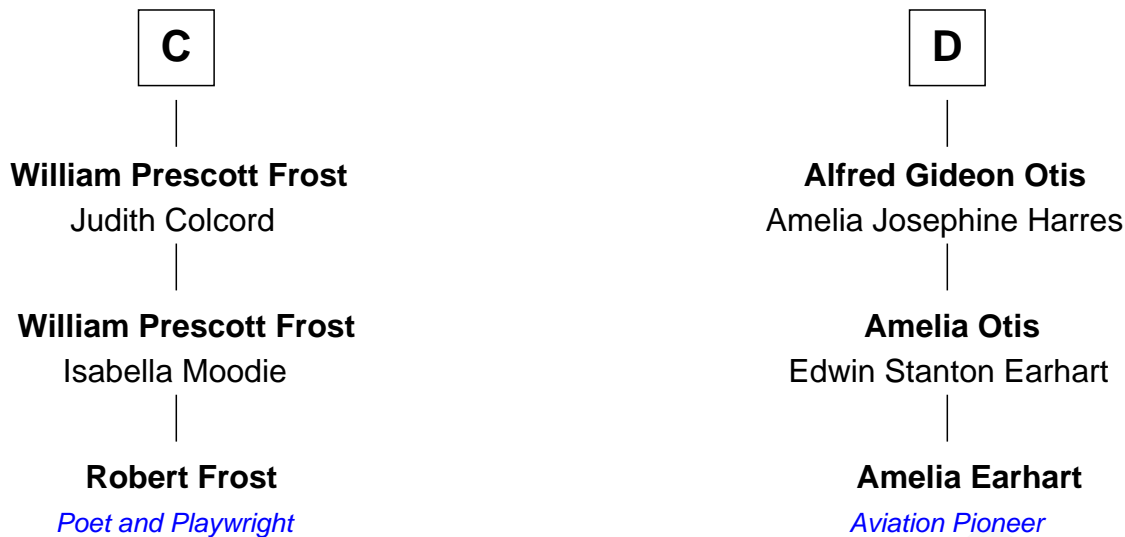 C
William Prescott Frost
Judith Colcord
William Prescott Frost
Isabella Moodie
Robert Frost
Poet and Playwright
D
Alfred Gideon Otis
Amelia Josephine Harres
Amelia Otis
Edwin Stanton Earhart
Amelia Earhart
Aviation Pioneer